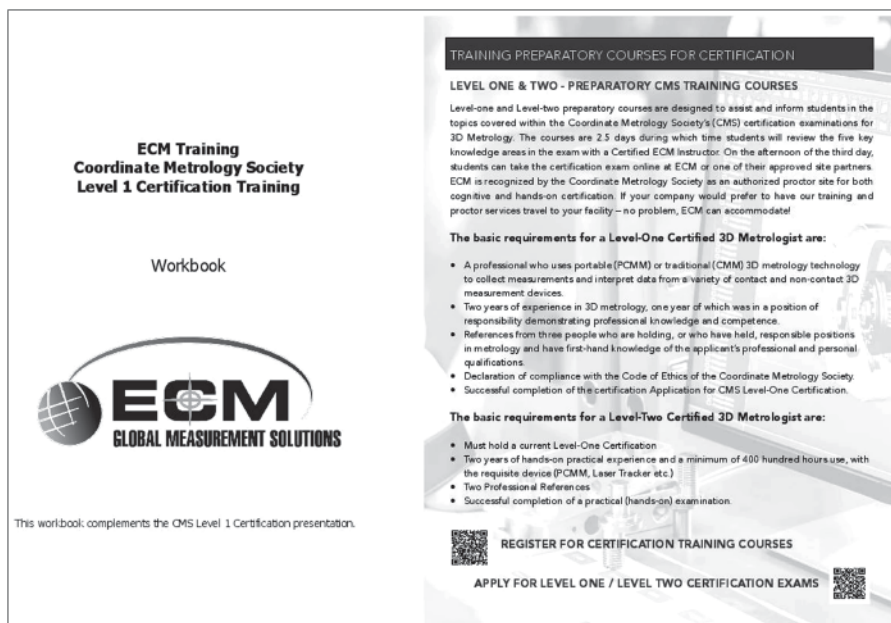 ECM Training
Coordinate Metrology Society
Level 1 Certification Training
Workbook
ECM
GLOBAL MEASUREMENT SOLUTIONS
This workbook complements the CMS Level 1 Certification presentation.
TRAINING PREPARATORY COURSES FOR CERTIFICATION
LEVEL ONE & TWO - PREPARATORY CMS TRAINING COURSES
Level-one and Level-two preparatory courses are designed to assist and inform students in the
topics covered within the Coordinate Metrology Society's (CMS) certification examinations for
3D Metrology. The courses are 2.5 days during which time students will review the five key
knowledge areas in the exam with a Certified ECM Instructor. On the afternoon of the third day,
students can take the certification exam online at ECM or one of their approved site partners.
ECM is recognized by the Coordinate Metrology Society as an authorized proctor site for both
cognitive and hands-on certification. If your company would prefer to have our training and
proctor services travel to your facility – no problem, ECM can accommodate!
The basic requirements for a Level-One Certified 3D Metrologist are:
• A professional who uses portable (PCMM) or traditional (CMM) 3D metrology technology
to collect measurements and interpret data from a variety of contact and non-contact 3D
measurement devices.
• Two years of experience in 3D metrology, one year of which was in a position of
responsibility demonstrating professional knowledge and competence.
• References from three people who are holding, or who have held, responsible positions
in metrology and have first-hand knowledge of the applicant's professional and personal
qualifications.
• Declaration of compliance with the Code of Ethics of the Coordinate Metrology Society.
• Successful completion of the certification Application for CMS Level-One Certification.
The basic requirements for a Level-Two Certified 3D Metrologist are:
• Must hold a current Level-One Certification
• Two years of hands-on practical experience and a minimum of 400 hundred hours use, with
the requisite device (PCMM, Laser Tracker etc.)
• Two Professional References
• Successful completion of a practical (hands-on) examination.
REGISTER FOR CERTIFICATION TRAINING COURSES
APPLY FOR LEVEL ONE / LEVEL TWO CERTIFICATION EXAMS